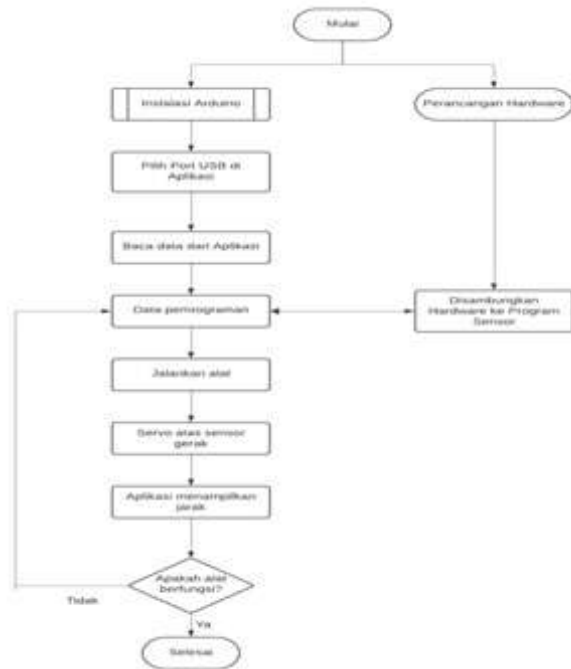 Mulai
Instalasi Arduino
Perancangan Hardware
Pilih Port USB di
Aplikasi
Baca data dari Aplikasi
Data pemrograman
Disambungkan
Hardware ke Program
Sensor
Jalankan alat
Servo atas sensor
gerak
Aplikasi menampilkan
jarak
Apakah alat
berfungsi?
Tidak
Ya
Selesai